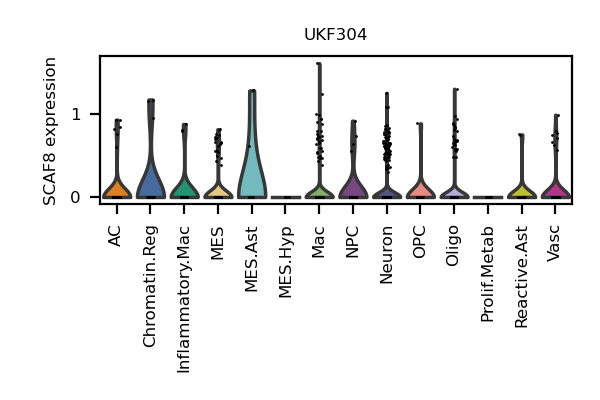 UKF304
SCAF8 expression
1
0
AC
Chromatin.Reg
Inflammatory.Mac
MES
MES.Ast
MES.Hyp
Mac
NPC
Neuron
OPC
Oligo
Prolif.Metab
Reactive.Ast
Vasc